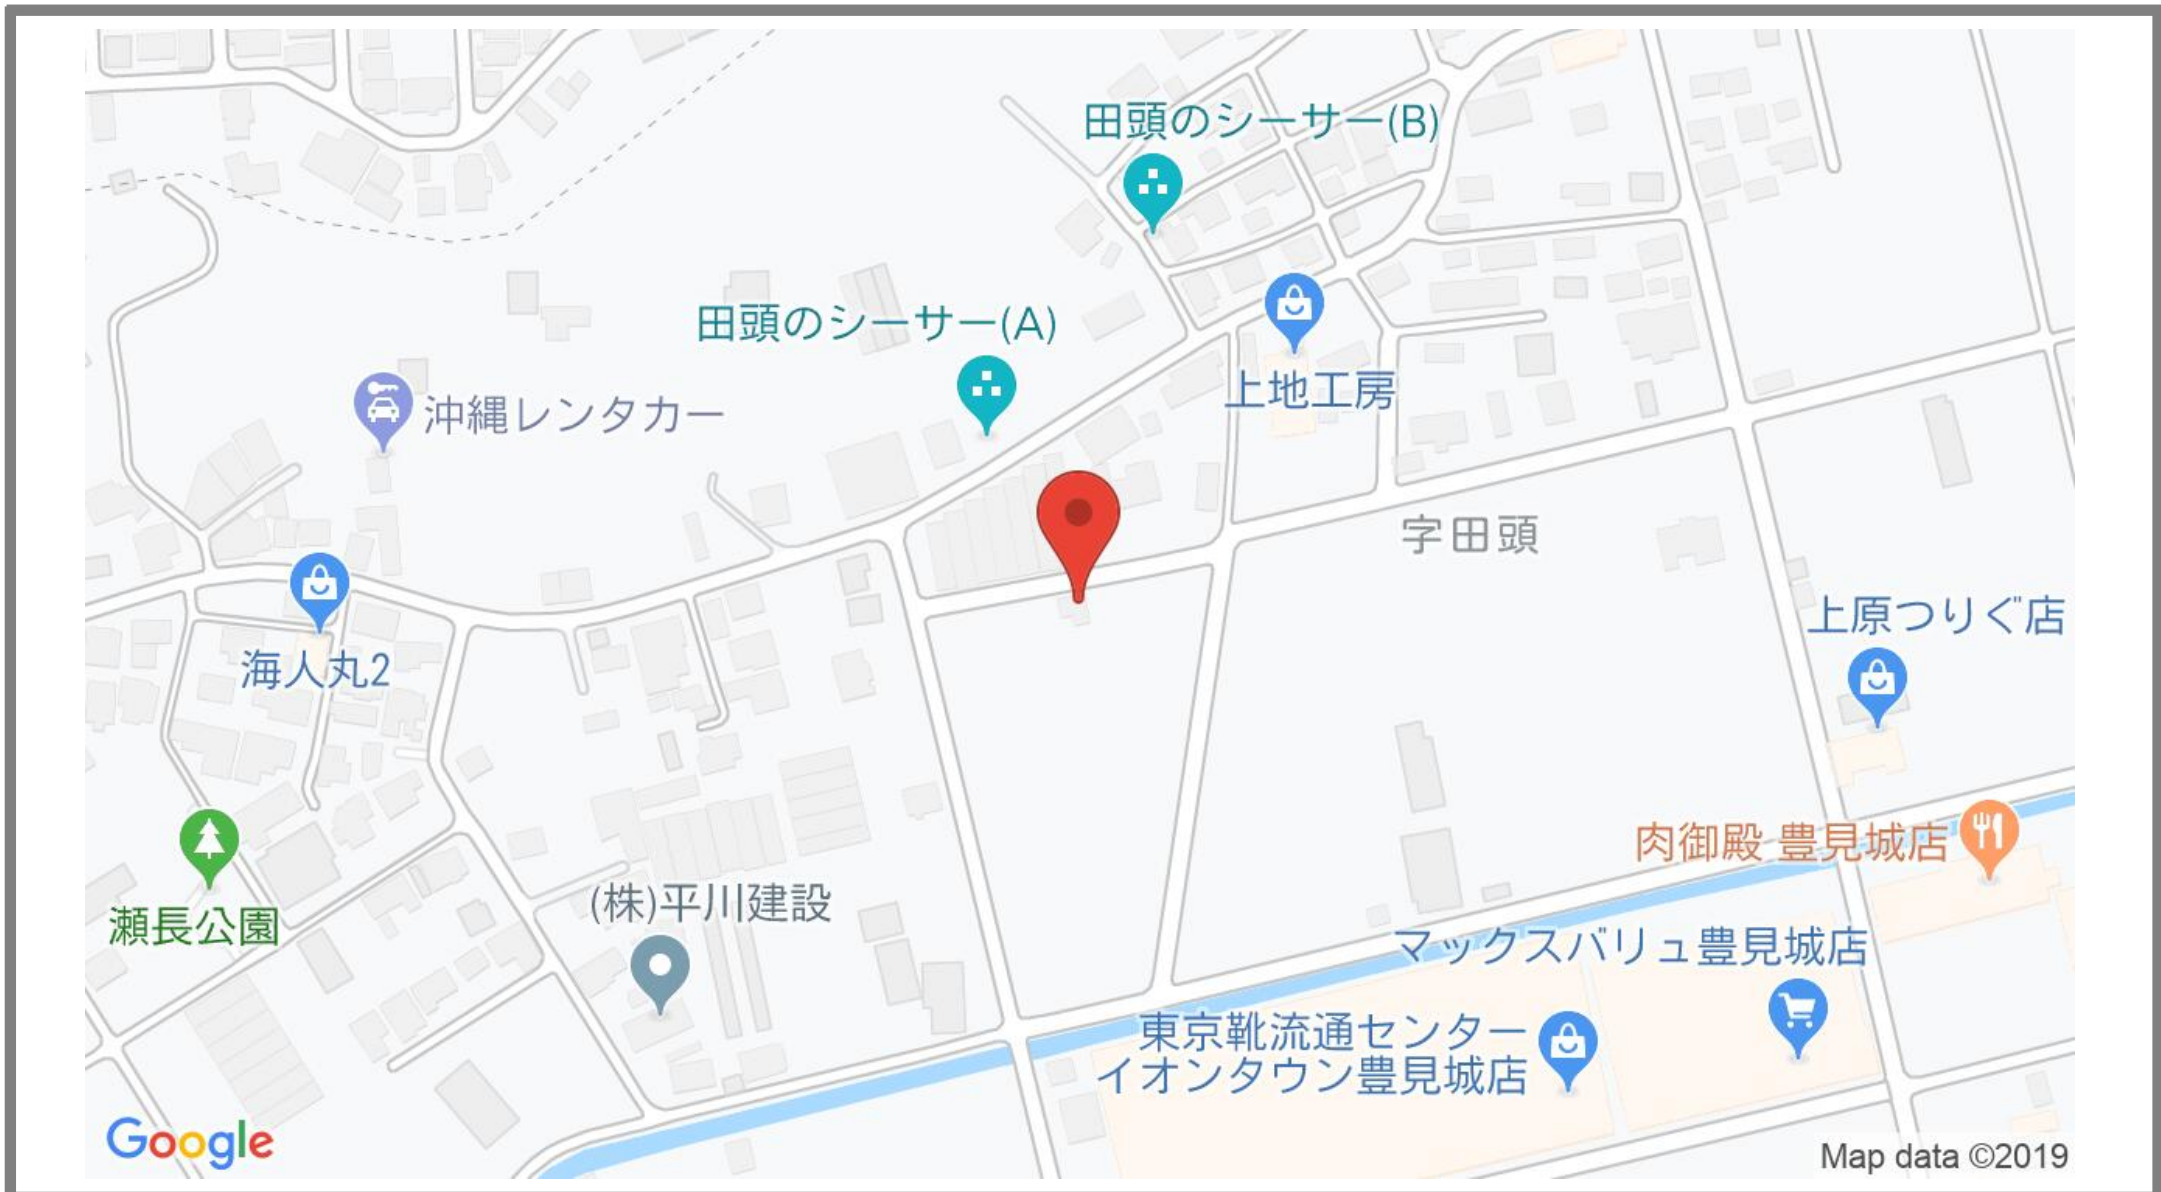 田頭のシーサー(B)
田頭のシーサー(A)
上地工房
沖縄レンタカー
字田頭
上原つりぐ店
海人丸2
肉御殿 豊見城店
(株)平川建設
瀬長公園
マックスバリュ豊見城店
東京靴流通センター
イオンタウン豊見城店
Google
Map data ©2019